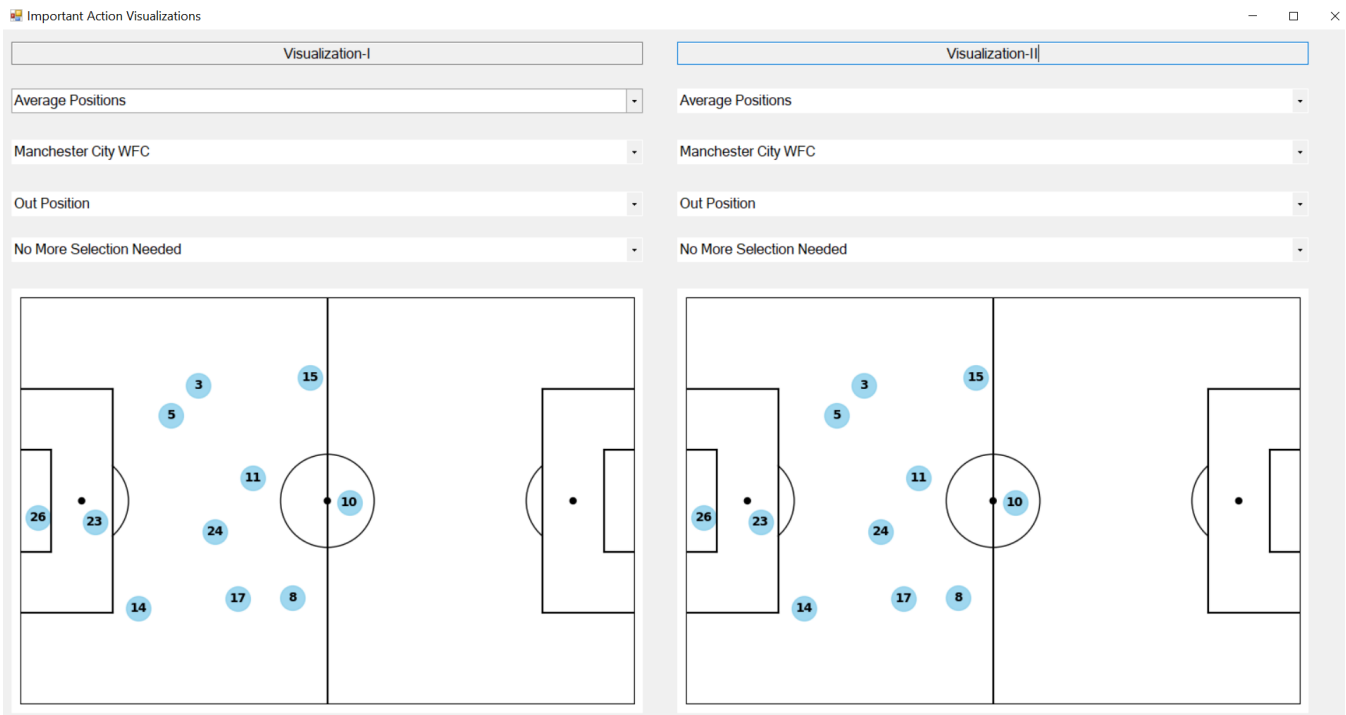 Important Action Visualizations
Visualization-I
Visualization-II
Average Positions
Average Positions
Manchester City WFC
Manchester City WFC
Out Position
Out Position
No More Selection Needed
No More Selection Needed
15
3
5
11
10
26
23
24
17
8
14
15
3
5
11
10
26
23
24
17
8
14